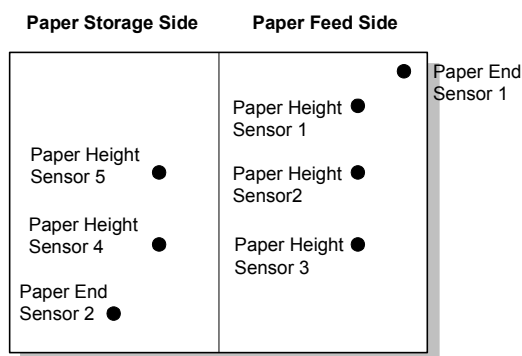 Paper Storage Side
Paper Feed Side
Paper End
Sensor 1
Paper Height
Sensor 1
Paper Height
Sensor 5
Paper Height
Sensor2
Paper Height
Sensor 4
Paper Height
Sensor 3
Paper End
Sensor 2